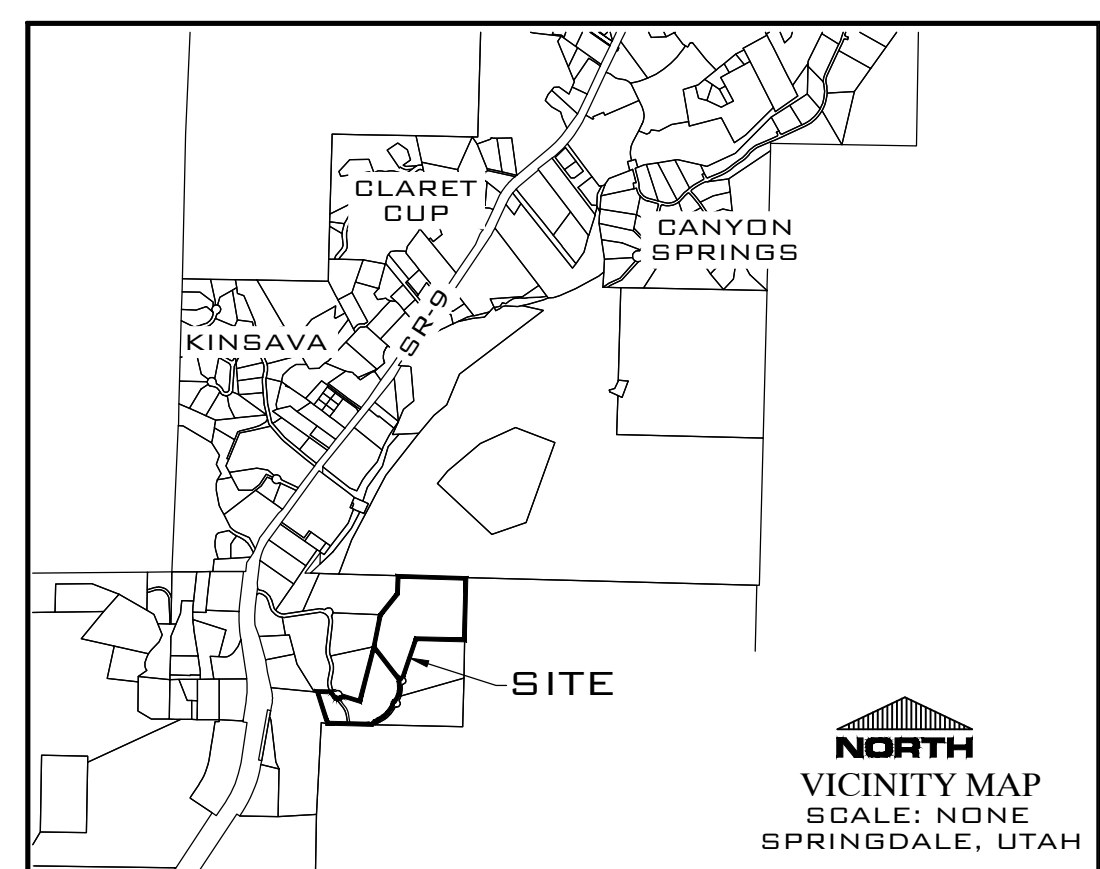 CLARET
CUP
CANYON
SPRINGS
SR-9
KINSAVA
SITE
NORTH
VICINITY MAP
SCALE: NONE
SPRINGDALE, UTAH